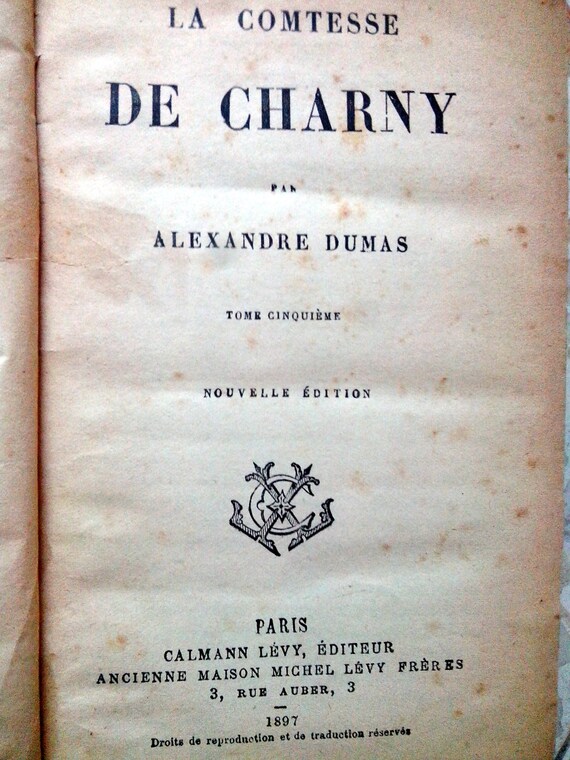 LA COMTESSE
DE CHARNY
PAR
ALEXANDRE DUMAS
TOME CINQUIÈME
NOUVELLE ÉDITION
PARIS
CALMANN LÉVY, ÉDITEUR
ANCIENNE MAISON MICHEL LÉVY FRÈRES
3, RUE AUBER, 3
1897
Droits de reproduction et de traduction réservés